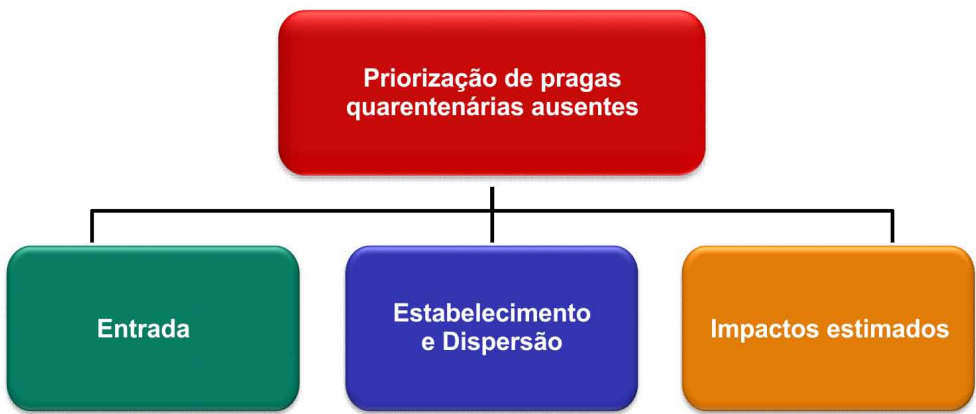 Priorização de pragas
quarentenárias ausentes
Entrada
Estabelecimento
e Dispersão
Impactos estimados